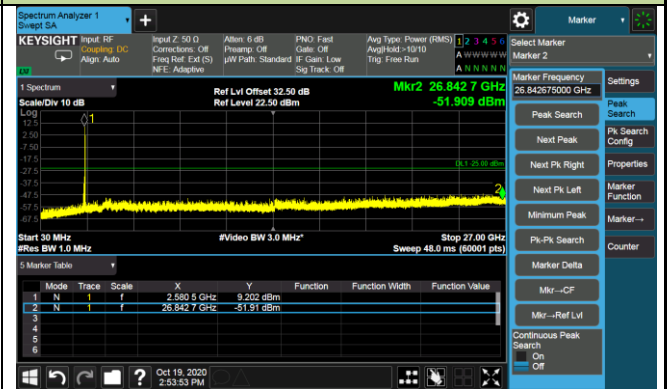 Spectrum Analyzer 1
Swept SA
+
Marker
KEYSIGHT Input: RF
Coupling: DC
Align: Auto
Input Z: 50 Ω
Corrections: Off
Freq Ref: Ext (S)
NFE: Adaptive
Atten: 6 dB
Preamp: Off
µW Path: Standard
PNO: Fast
Gate: Off
IF Gain: Low
Sig Track: Off
Avg Type: Power (RMS)
Avg|Hold:>10/10
Trig: Free Run
1 2 3 4 5 6
A W W W W W
A N N N N N
Select Marker
Marker 2
1 Spectrum
Scale/Div 10 dB
Ref Lvl Offset 32.50 dB
Ref Level 22.50 dBm
Mkr2 26.842 7 GHz
-51.909 dBm
Log
12.5
2.50
-7.50
-17.5
-27.5
-37.5
-47.5
-57.5
-67.5
1
DL1 -25.00 dBm
2
Start 30 MHz
#Video BW 3.0 MHz*
Stop 27.00 GHz
#Res BW 1.0 MHz
Sweep 48.0 ms (60001 pts)
5 Marker Table
Mode Trace Scale X Y Function Function Width Function Value
1 N 1 f 2.580 5 GHz 9.202 dBm
2 N 1 f 26.842 7 GHz -51.91 dBm
3
4
5
6
Marker Frequency
26.842675000 GHz
Peak Search
Next Peak
Next Pk Right
Next Pk Left
Minimum Peak
Pk-Pk Search
Marker Delta
Mkr→CF
Mkr→Ref Lvl
Continuous Peak
Search
On
Off
Settings
Peak
Search
Pk Search
Config
Properties
Marker
Function
Marker→
Counter
?
Oct 19, 2020
2:53:53 PM